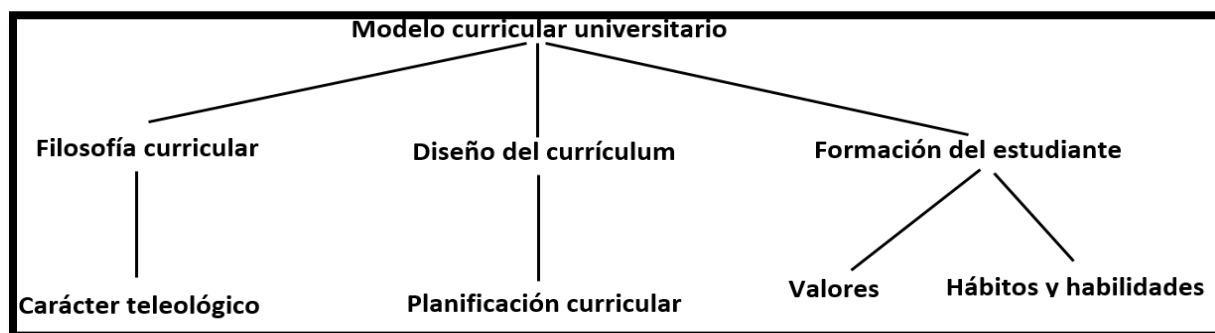 Modelo curricular universitario
Filosofía curricular
Diseño del currículum
Formación del estudiante
Carácter teleológico
Planificación curricular
Valores
Hábitos y habilidades